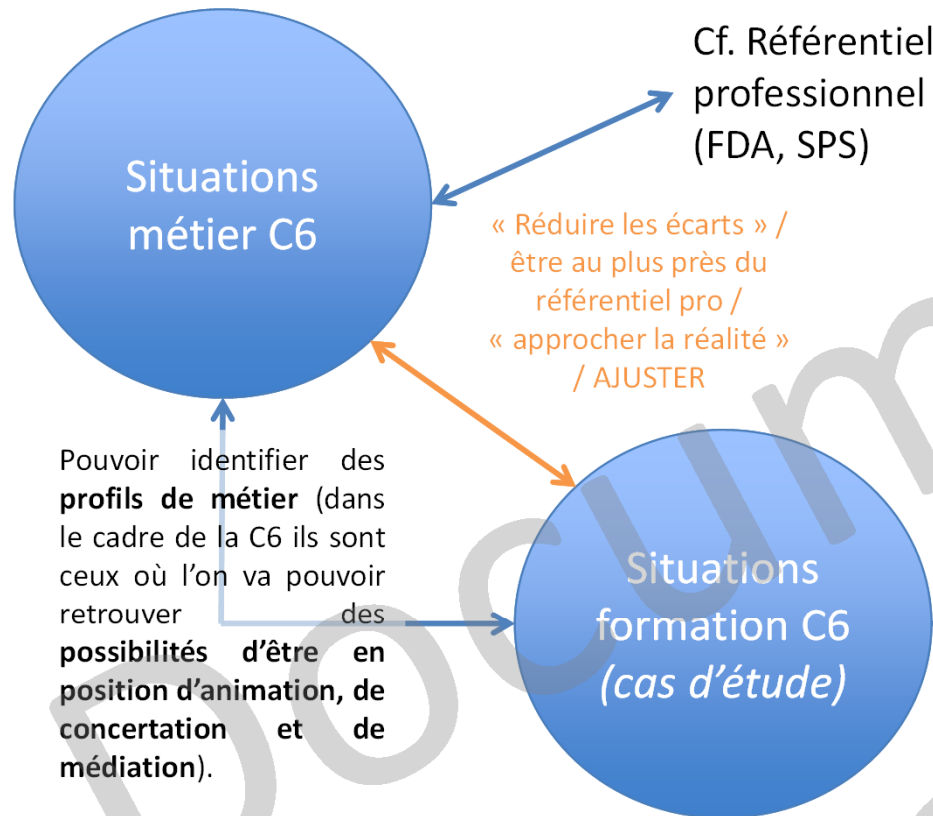 Cf. Référentiel
professionnel
(FDA, SPS)
Situations
métier C6
« Réduire les écarts » /
être au plus près du
référentiel pro /
« approcher la réalité »
/ AJUSTER
Pouvoir identifier des
profils de métier (dans
le cadre de la C6 ils sont
ceux où l’on va pouvoir
retrouver des
possibilités d’être en
position d’animation, de
concertation et de
médiation).
Situations
formation C6
(cas d’étude)
Docum